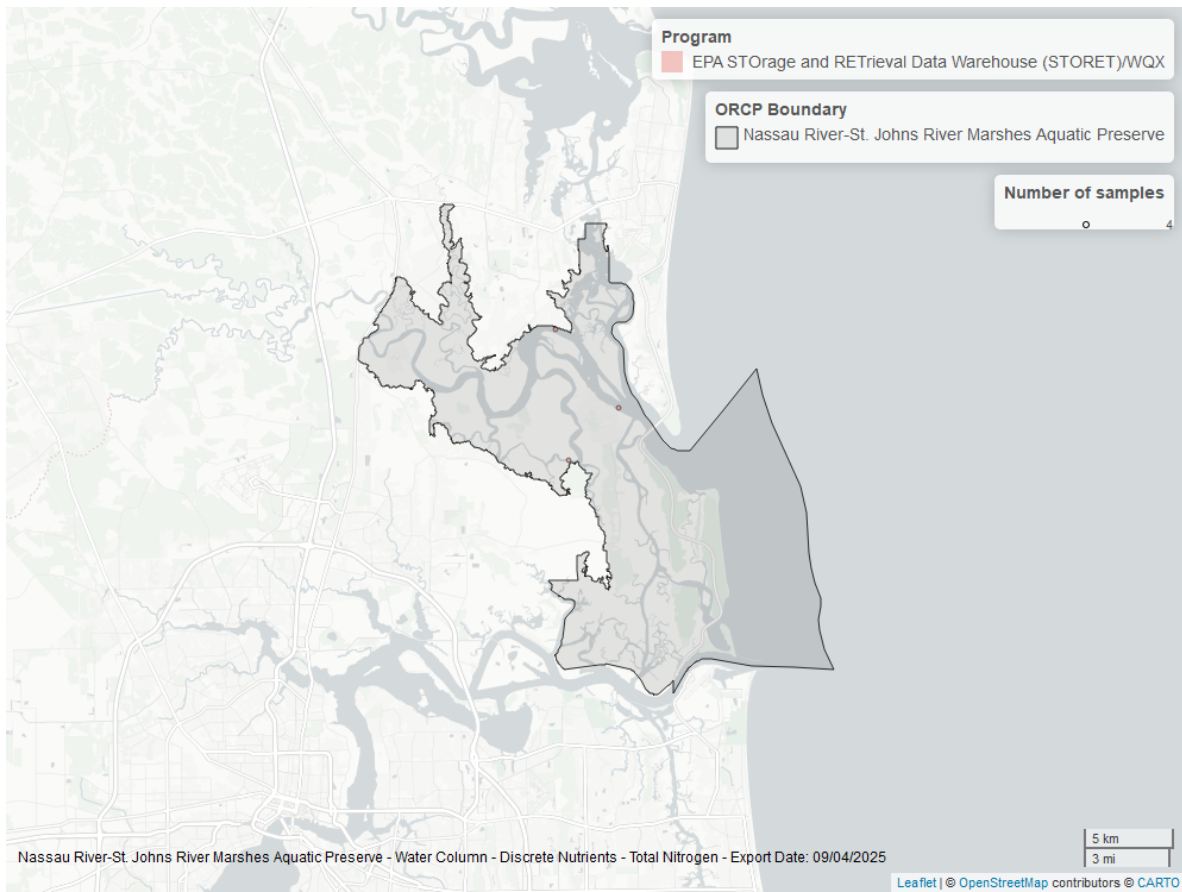 Program
EPA STOrage and RETrieval Data Warehouse (STORET)/WQX
ORCP Boundary
Nassau River-St. Johns River Marshes Aquatic Preserve
Number of samples
4
Nassau River-St. Johns River Marshes Aquatic Preserve - Water Column - Discrete Nutrients - Total Nitrogen - Export Date: 09/04/2025
5 km
3 mi
Leaflet | © OpenStreetMap contributors © CARTO